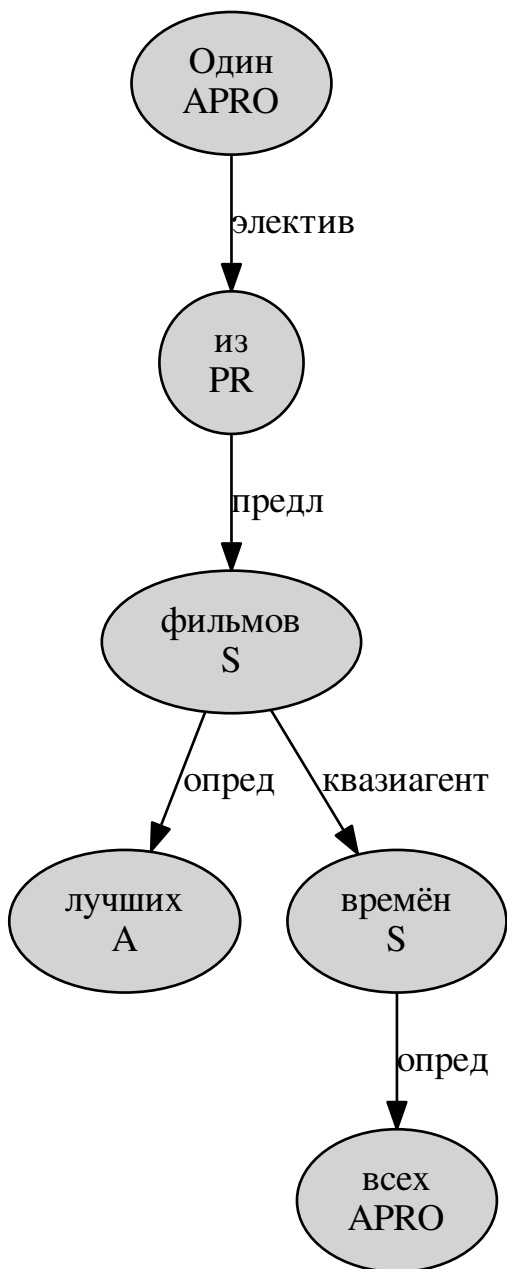 Один
APRO
электив
из
PR
предл
фильмов
S
опред
квазиагент
лучших
A
времён
S
опред
всех
APRO